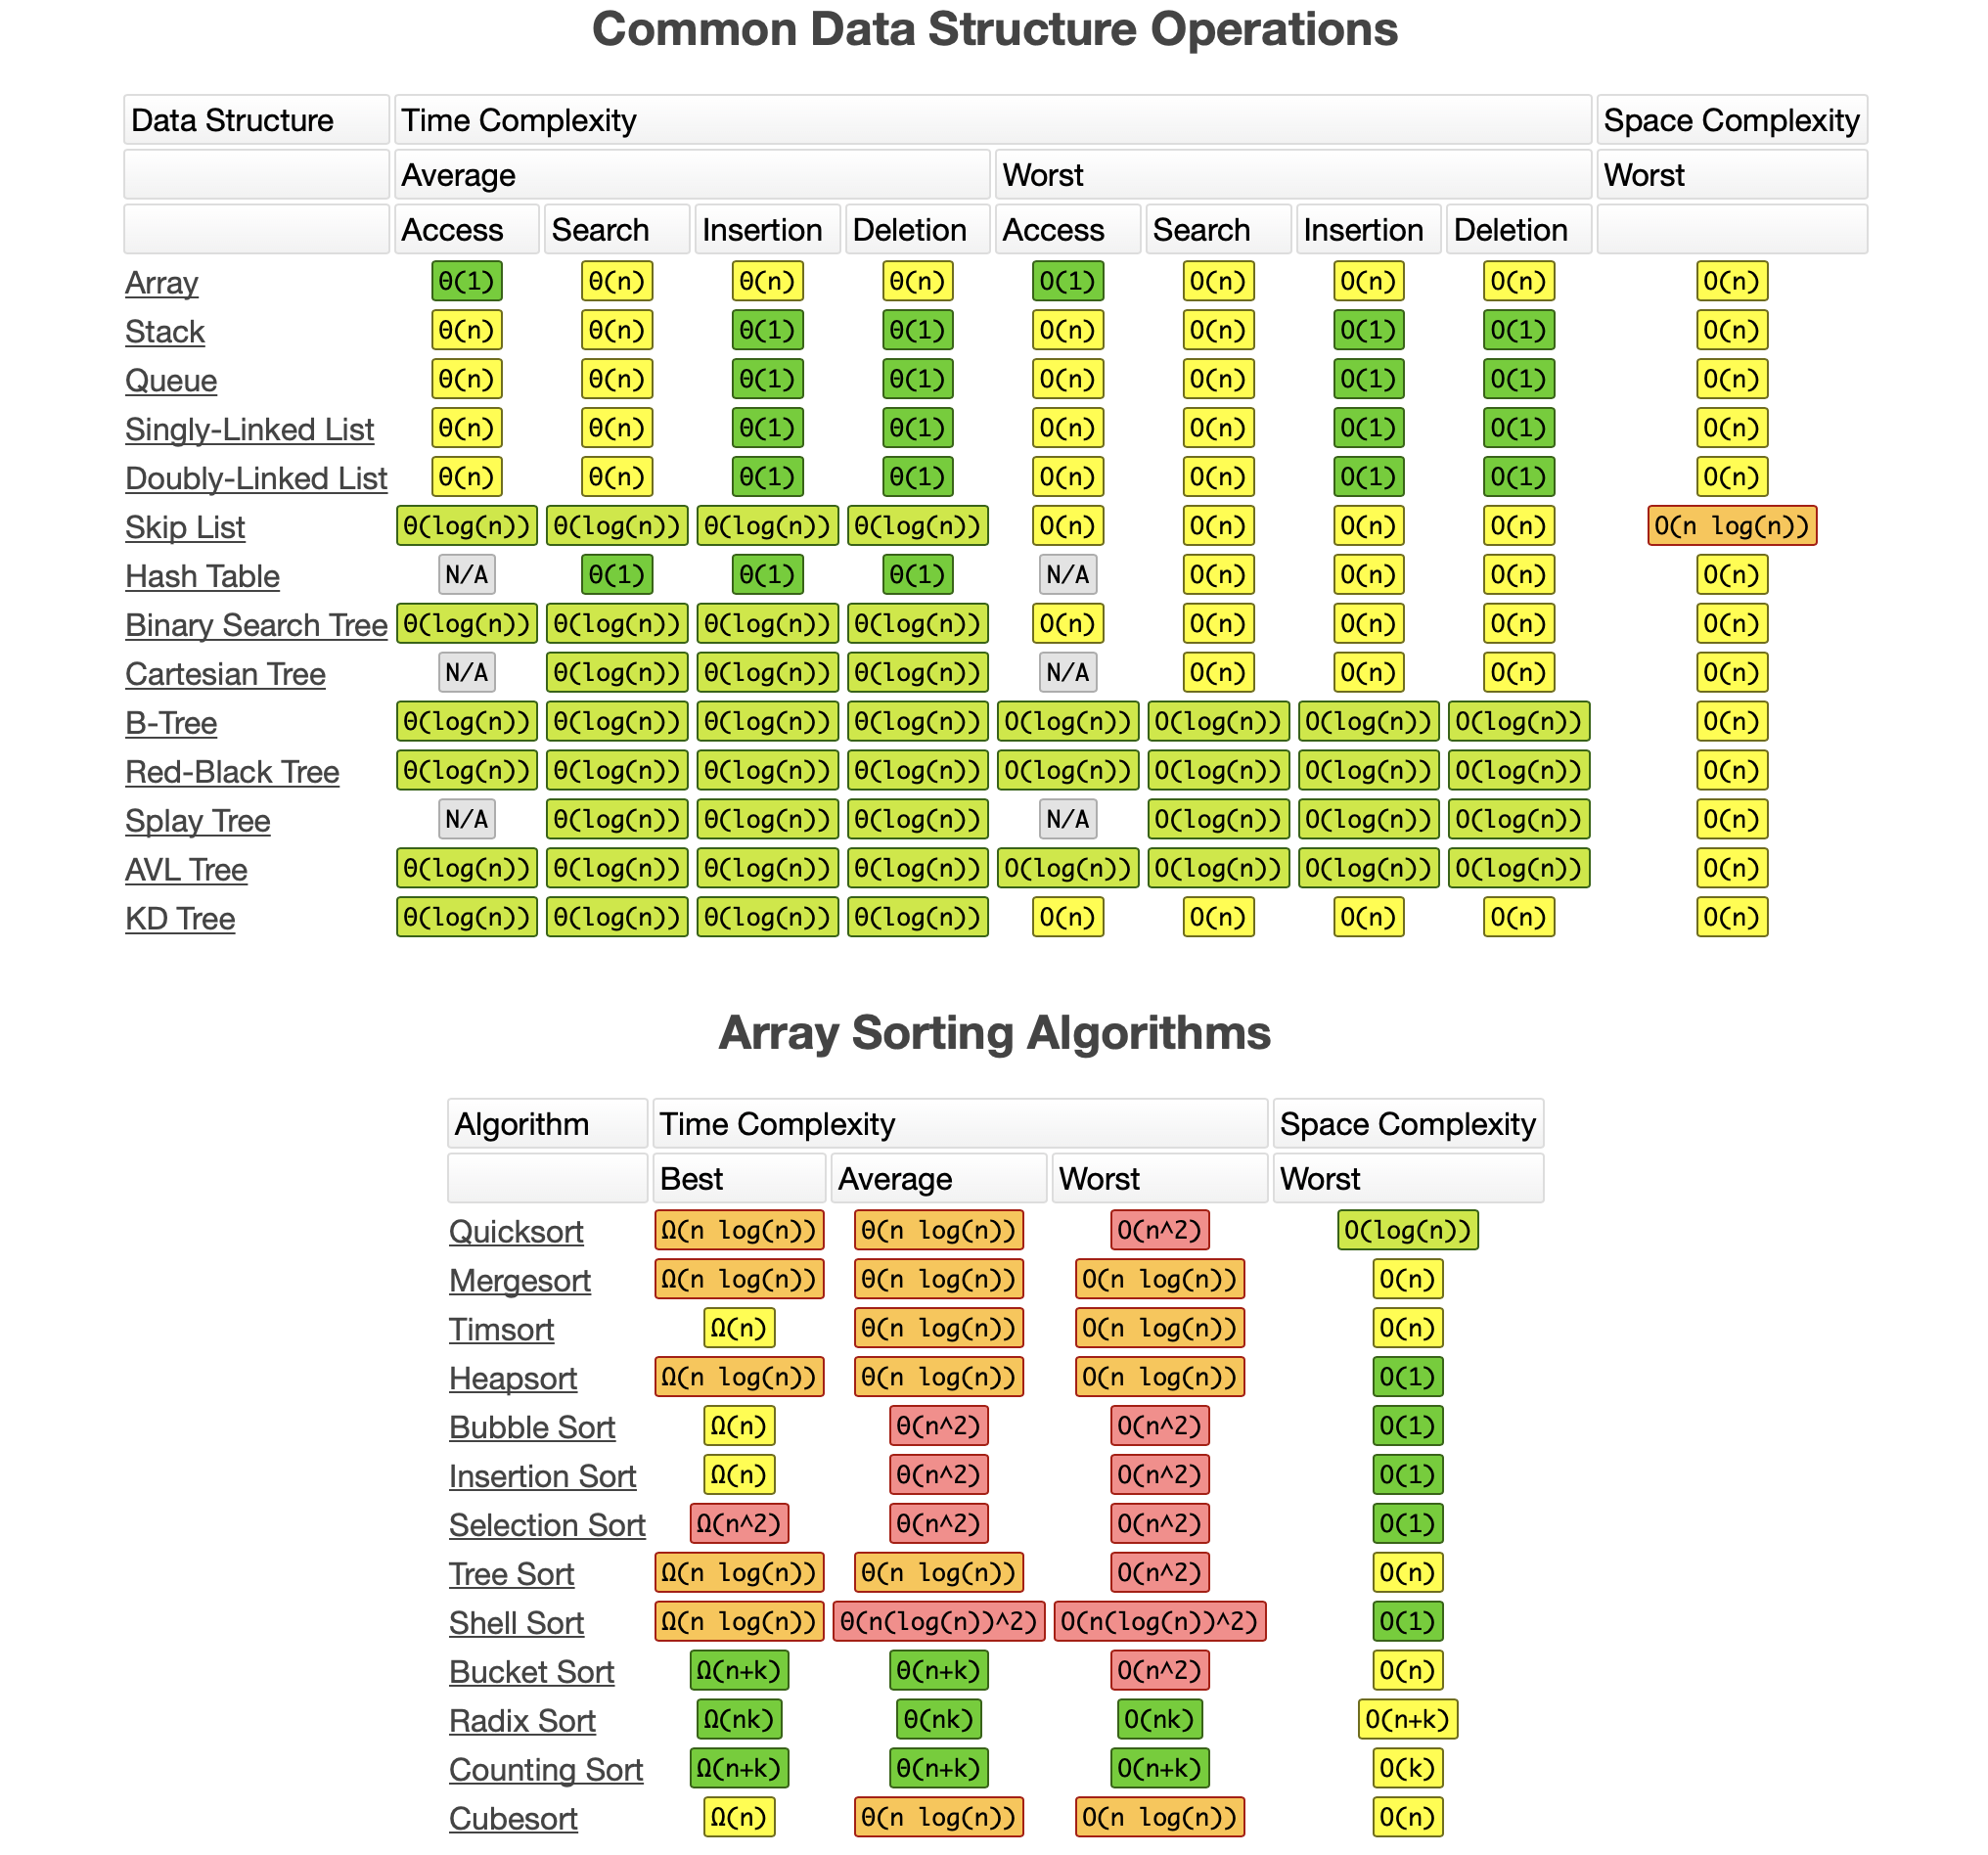 Common Data Structure Operations
Data Structure Time Complexity Space Complexity
Average Worst Worst
Access Search Insertion Deletion Access Search Insertion Deletion
Array Θ(1) Θ(n) Θ(n) Θ(n) O(1) O(n) O(n) O(n) O(n)
Stack Θ(n) Θ(n) Θ(1) Θ(1) O(n) O(n) O(1) O(1) O(n)
Queue Θ(n) Θ(n) Θ(1) Θ(1) O(n) O(n) O(1) O(1) O(n)
Singly-Linked List Θ(n) Θ(n) Θ(1) Θ(1) O(n) O(n) O(1) O(1) O(n)
Doubly-Linked List Θ(n) Θ(n) Θ(1) Θ(1) O(n) O(n) O(1) O(1) O(n)
Skip List Θ(log(n)) Θ(log(n)) Θ(log(n)) Θ(log(n)) O(n) O(n) O(n) O(n) O(n log(n))
Hash Table N/A Θ(1) Θ(1) Θ(1) N/A O(n) O(n) O(n) O(n)
Binary Search Tree Θ(log(n)) Θ(log(n)) Θ(log(n)) Θ(log(n)) O(n) O(n) O(n) O(n) O(n)
Cartesian Tree N/A Θ(log(n)) Θ(log(n)) Θ(log(n)) N/A O(n) O(n) O(n) O(n)
B-Tree Θ(log(n)) Θ(log(n)) Θ(log(n)) Θ(log(n)) O(log(n)) O(log(n)) O(log(n)) O(log(n)) O(n)
Red-Black Tree Θ(log(n)) Θ(log(n)) Θ(log(n)) Θ(log(n)) O(log(n)) O(log(n)) O(log(n)) O(log(n)) O(n)
Splay Tree N/A Θ(log(n)) Θ(log(n)) Θ(log(n)) N/A O(log(n)) O(log(n)) O(log(n)) O(n)
AVL Tree Θ(log(n)) Θ(log(n)) Θ(log(n)) Θ(log(n)) O(log(n)) O(log(n)) O(log(n)) O(log(n)) O(n)
KD Tree Θ(log(n)) Θ(log(n)) Θ(log(n)) Θ(log(n)) O(n) O(n) O(n) O(n) O(n)
Array Sorting Algorithms
Algorithm Time Complexity Space Complexity
Best Average Worst Worst
Quicksort Ω(n log(n)) Θ(n log(n)) O(n^2) O(log(n))
Mergesort Ω(n log(n)) Θ(n log(n)) O(n log(n)) O(n)
Timsort Ω(n) Θ(n log(n)) O(n log(n)) O(n)
Heapsort Ω(n log(n)) Θ(n log(n)) O(n log(n)) O(1)
Bubble Sort Ω(n) Θ(n^2) O(n^2) O(1)
Insertion Sort Ω(n) Θ(n^2) O(n^2) O(1)
Selection Sort Ω(n^2) Θ(n^2) O(n^2) O(1)
Tree Sort Ω(n log(n)) Θ(n log(n)) O(n^2) O(n)
Shell Sort Ω(n log(n)) Θ(n(log(n))^2) O(n(log(n))^2) O(1)
Bucket Sort Ω(n+k) Θ(n+k) O(n^2) O(n)
Radix Sort Ω(nk) Θ(nk) O(nk) O(n+k)
Counting Sort Ω(n+k) Θ(n+k) O(n+k) O(k)
Cubesort Ω(n) Θ(n log(n)) O(n log(n)) O(n)